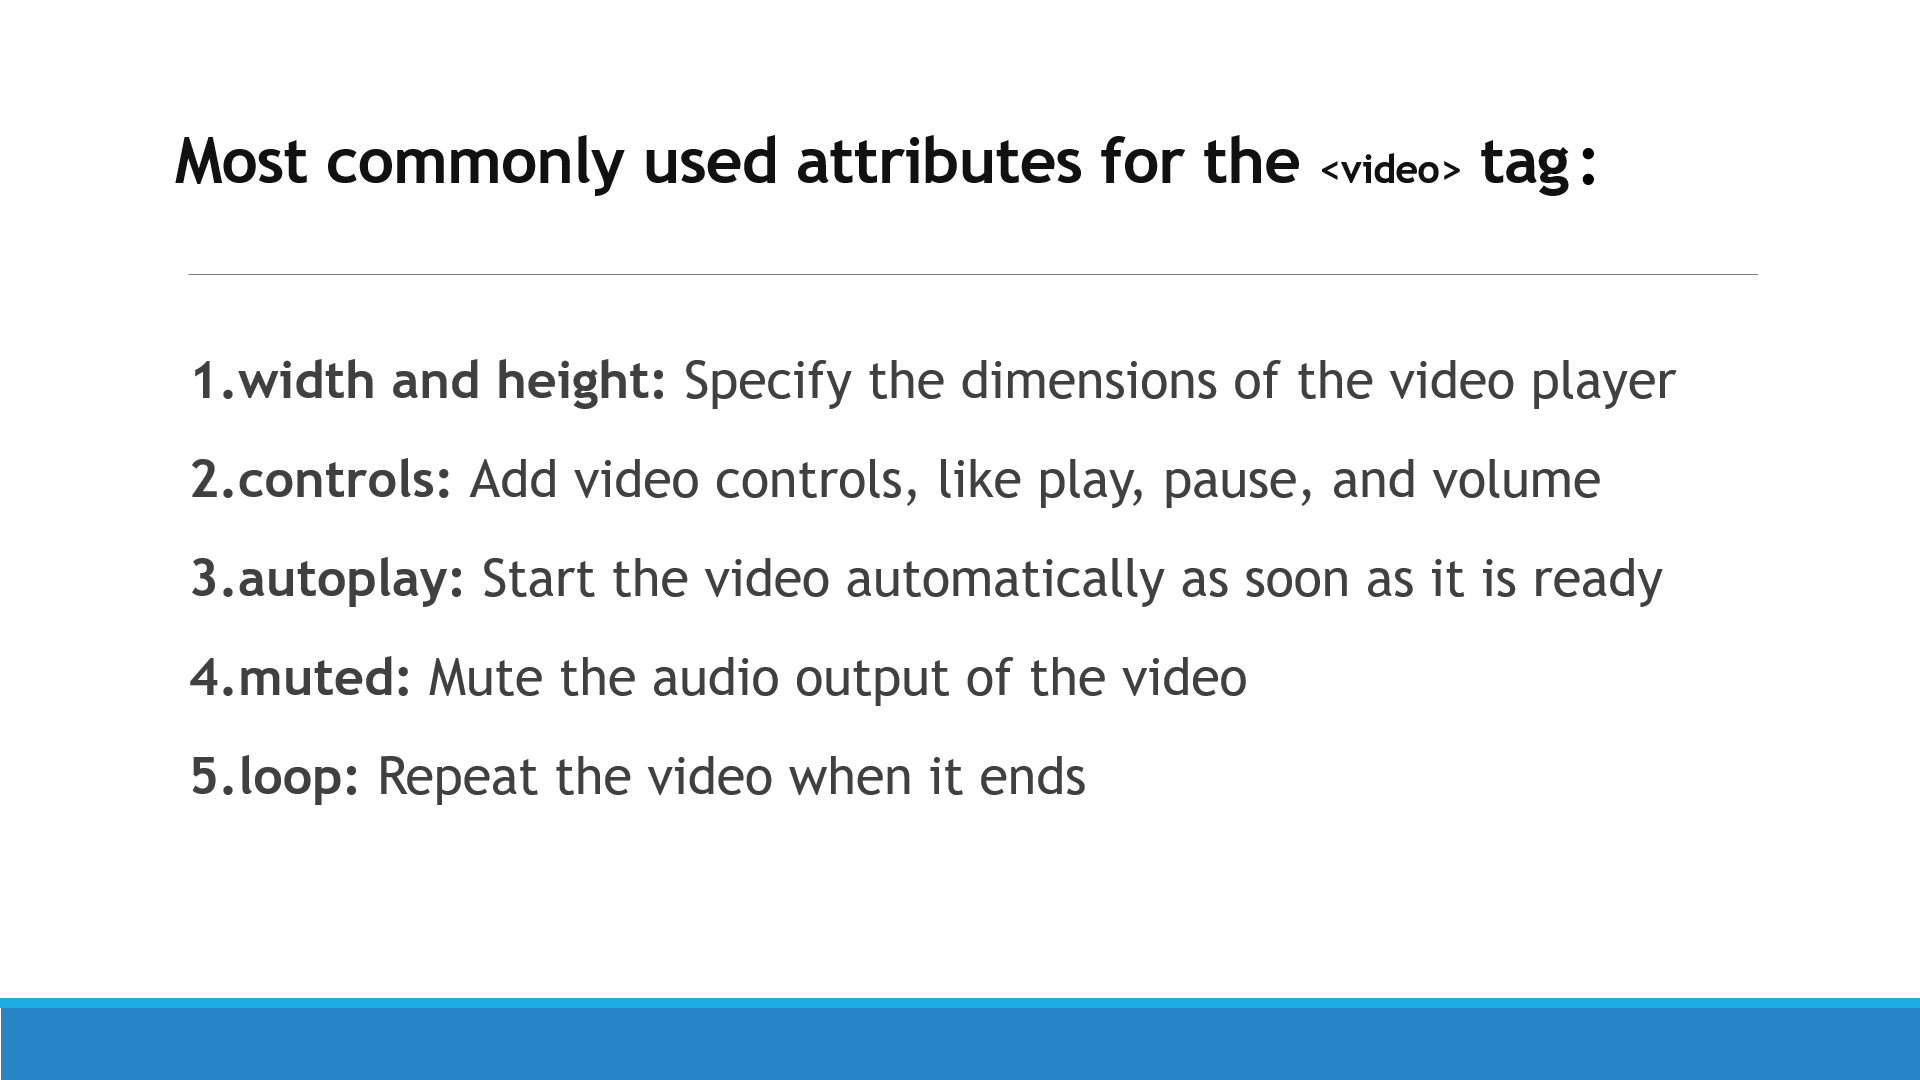 Most commonly used attributes for the <video> tag:
1.width and height: Specify the dimensions of the video player
2.controls: Add video controls, like play, pause, and volume
3.autoplay: Start the video automatically as soon as it is ready
4.muted: Mute the audio output of the video
5.loop: Repeat the video when it ends